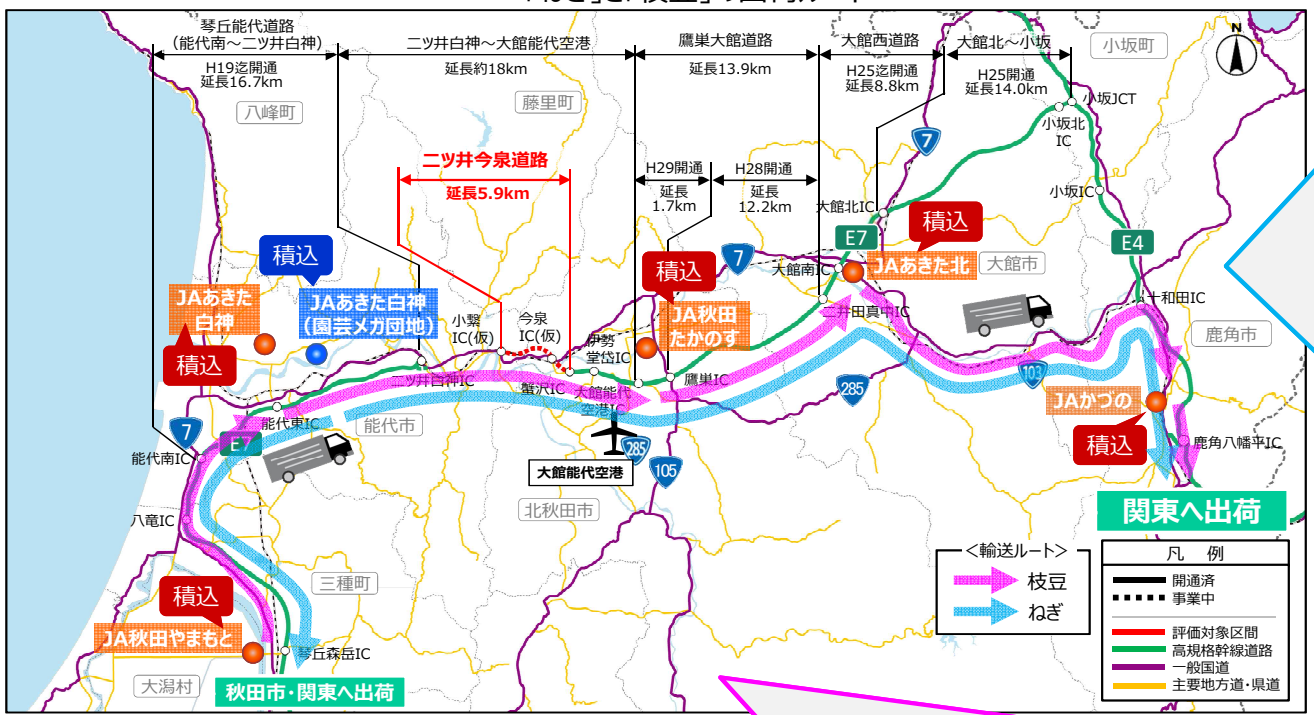 琴丘能代道路
(能代南～二ツ井白神)
H19迄開通
延長16.7km
二ツ井白神～大館能代空港
延長約18km
鷹巣大館道路
延長13.9km
大館西道路
H25迄開通
延長8.8km
大館北～小坂
H25開通
延長14.0km
小坂町
N
八峰町
藤里町
小坂JCT
小坂北
IC
7
二ツ井今泉道路
延長5.9km
H29開通
延長
1.7km
H28開通
延長
12.2km
小坂IC
大館北IC
積込
E7
E4
積込
7
積込
大館南IC
JAあきた北
大館市
JAあきた
白神
積込
JAあきた白神
(園芸メガ団地)
小繋
IC(仮)
今泉
IC(仮)
伊勢
堂岱IC
JA秋田
たかのす
二井田真中IC
十和田IC
鹿角市
二ツ井白神IC
蟹沢IC
大館能代
空港IC
鷹巣IC
285
103
JAかづの
積込
7
能代東IC
能代市
E7
能代南IC
285
105
大館能代空港
鹿角八幡平IC
八竜IC
北秋田市
関東へ出荷
三種町
積込
JA秋田やまもと
琴丘森岳IC
大潟村
秋田市・関東へ出荷
<輸送ルート>
枝豆
ねぎ
凡 例
開通済
事業中
評価対象区間
高規格幹線道路
一般国道
主要地方道・県道